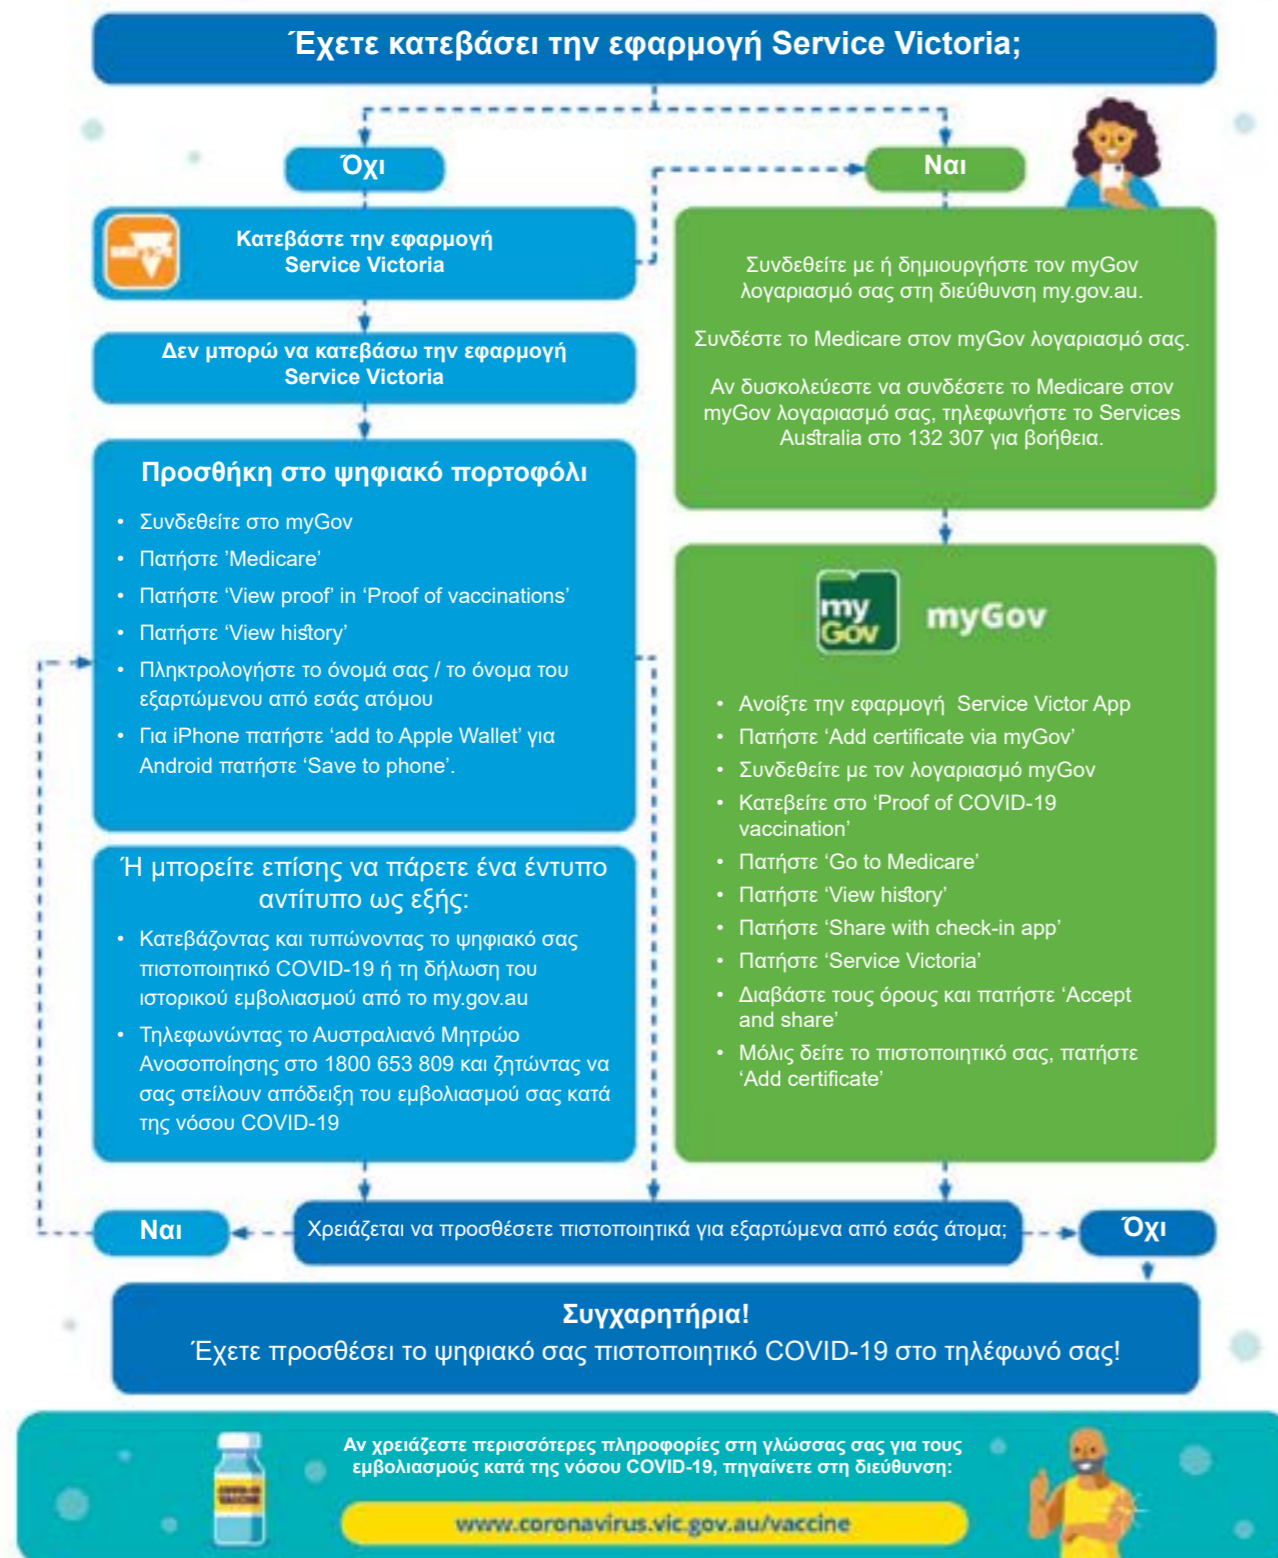 Έχετε κατεβάσει την εφαρμογή Service Victoria;
Όχι
Ναι
Κατεβάστε την εφαρμογή
Service Victoria
Δεν μπορώ να κατεβάσω την εφαρμογή
Service Victoria
Προσθήκη στο ψηφιακό πορτοφόλι
• Συνδεθείτε στο myGov
• Πατήστε ’Medicare’
• Πατήστε ‘View proof’ in ‘Proof of vaccinations’
• Πατήστε ‘View history’
• Πληκτρολογήστε το όνομά σας / το όνομα του
εξαρτώμενου από εσάς ατόμου
• Για iPhone πατήστε ‘add to Apple Wallet’ για
Android πατήστε ‘Save to phone’.
Ή μπορείτε επίσης να πάρετε ένα έντυπο
αντίτυπο ως εξής:
• Κατεβάζοντας και τυπώνοντας το ψηφιακό σας
πιστοποιητικό COVID-19 ή τη δήλωση του
ιστορικού εμβολιασμού από το my.gov.au
• Τηλεφωνώντας το Αυστραλιανό Μητρώο
Ανοσοποίησης στο 1800 653 809 και ζητώντας να
σας στείλουν απόδειξη του εμβολιασμού σας κατά
της νόσου COVID-19
Συνδεθείτε με ή δημιουργήστε τον myGov
λογαριασμό σας στη διεύθυνση my.gov.au.
Συνδέστε το Medicare στον myGov λογαριασμό σας.
Αν δυσκολεύεστε να συνδέσετε το Medicare στον
myGov λογαριασμό σας, τηλεφωνήστε το Services
Australia στο 132 307 για βοήθεια.
my
Gov
myGov
• Ανοίξτε την εφαρμογή Service Victor App
• Πατήστε ‘Add certificate via myGov’
• Συνδεθείτε με τον λογαριασμό myGov
• Κατεβείτε στο ‘Proof of COVID-19
vaccination’
• Πατήστε ‘Go to Medicare’
• Πατήστε ‘View history’
• Πατήστε ‘Share with check-in app’
• Πατήστε ‘Service Victoria’
• Διαβάστε τους όρους και πατήστε ‘Accept
and share’
• Μόλις δείτε το πιστοποιητικό σας, πατήστε
‘Add certificate’
Ναι
Χρειάζεται να προσθέσετε πιστοποιητικά για εξαρτώμενα από εσάς άτομα;
Όχι
Συγχαρητήρια!
Έχετε προσθέσει το ψηφιακό σας πιστοποιητικό COVID-19 στο τηλέφωνό σας!
Αν χρειάζεστε περισσότερες πληροφορίες στη γλώσσας σας για τους
εμβολιασμούς κατά της νόσου COVID-19, πηγαίνετε στη διεύθυνση:
COVID-19
VACCINE
www.coronavirus.vic.gov.au/vaccine